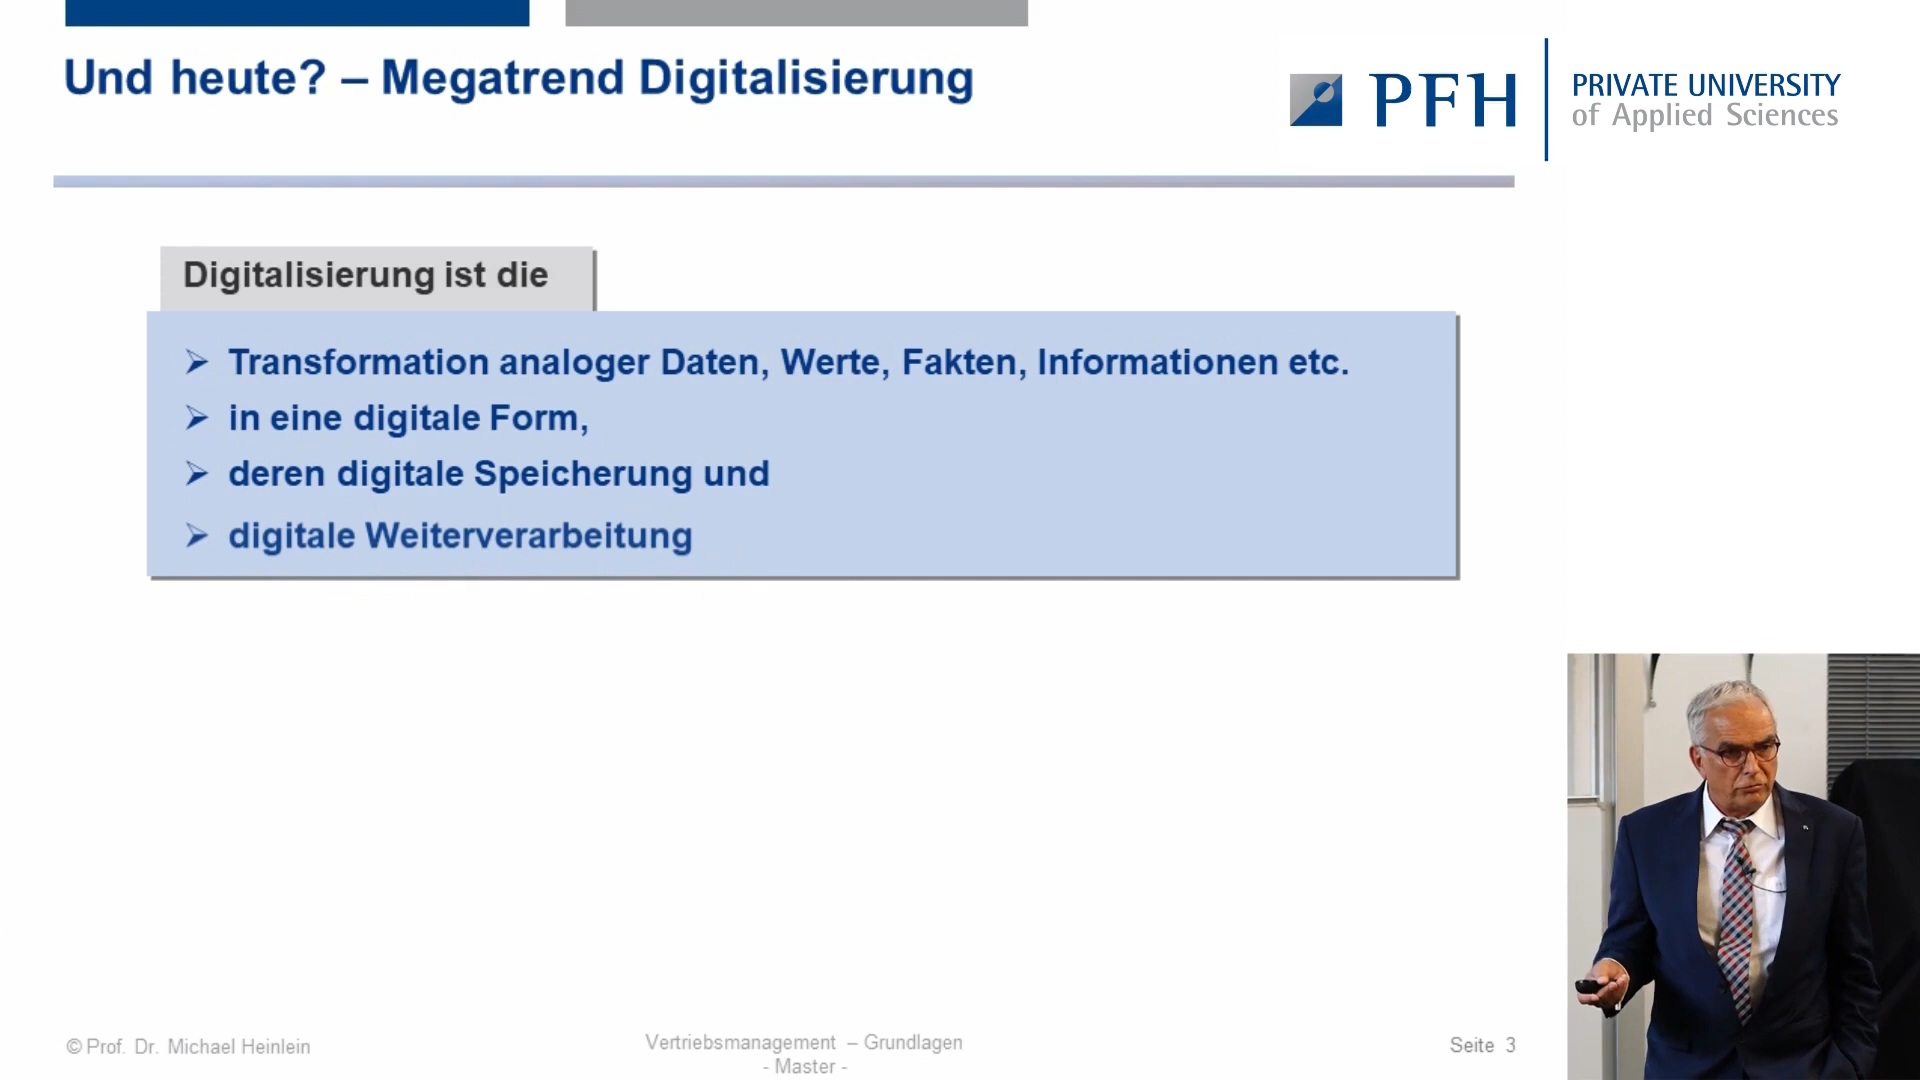 Und heute? – Megatrend Digitalisierung
PFH
PRIVATE UNIVERSITY
of Applied Sciences
Digitalisierung ist die
➢ Transformation analoger Daten, Werte, Fakten, Informationen etc.
➢ in eine digitale Form,
➢ deren digitale Speicherung und
➢ digitale Weiterverarbeitung
© Prof. Dr. Michael Heinlein
Vertriebsmanagement – Grundlagen
- Master -
Seite 3